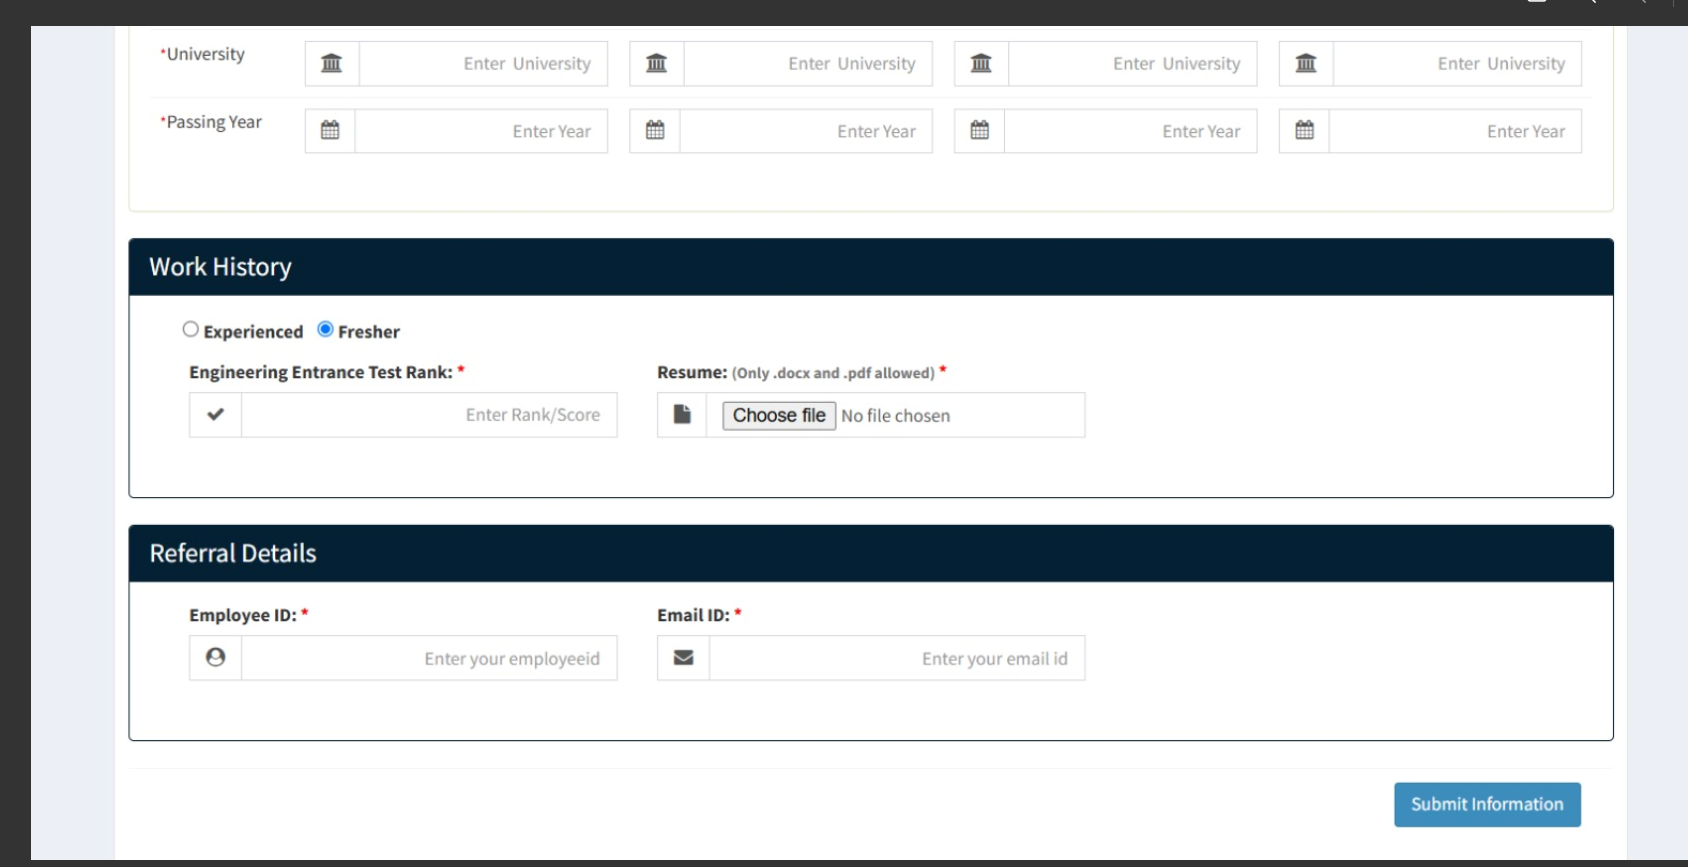 *University Enter University Enter University Enter University Enter University
*Passing Year Enter Year Enter Year Enter Year Enter Year
Work History
Experienced Fresher
Engineering Entrance Test Rank: * Resume: (Only .docx and .pdf allowed) *
Enter Rank/Score Choose file No file chosen
Referral Details
Employee ID: * Email ID: *
Enter your employeeid Enter your email id
Submit Information